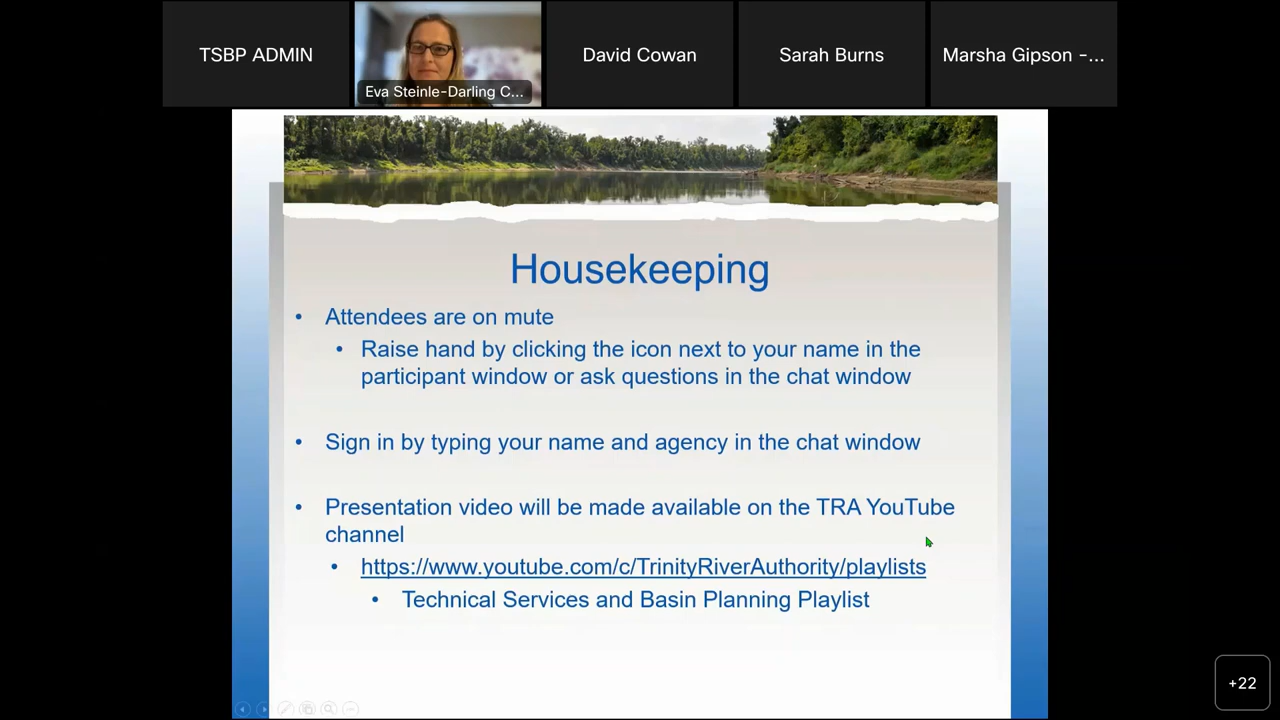 TSBP ADMIN
Eva Steinle-Darling C...
David Cowan
Sarah Burns
Marsha Gipson -...
Housekeeping
• Attendees are on mute
• Raise hand by clicking the icon next to your name in the
participant window or ask questions in the chat window
• Sign in by typing your name and agency in the chat window
• Presentation video will be made available on the TRA YouTube
channel
• https://www.youtube.com/c/TrinityRiverAuthority/playlists
• Technical Services and Basin Planning Playlist
+22